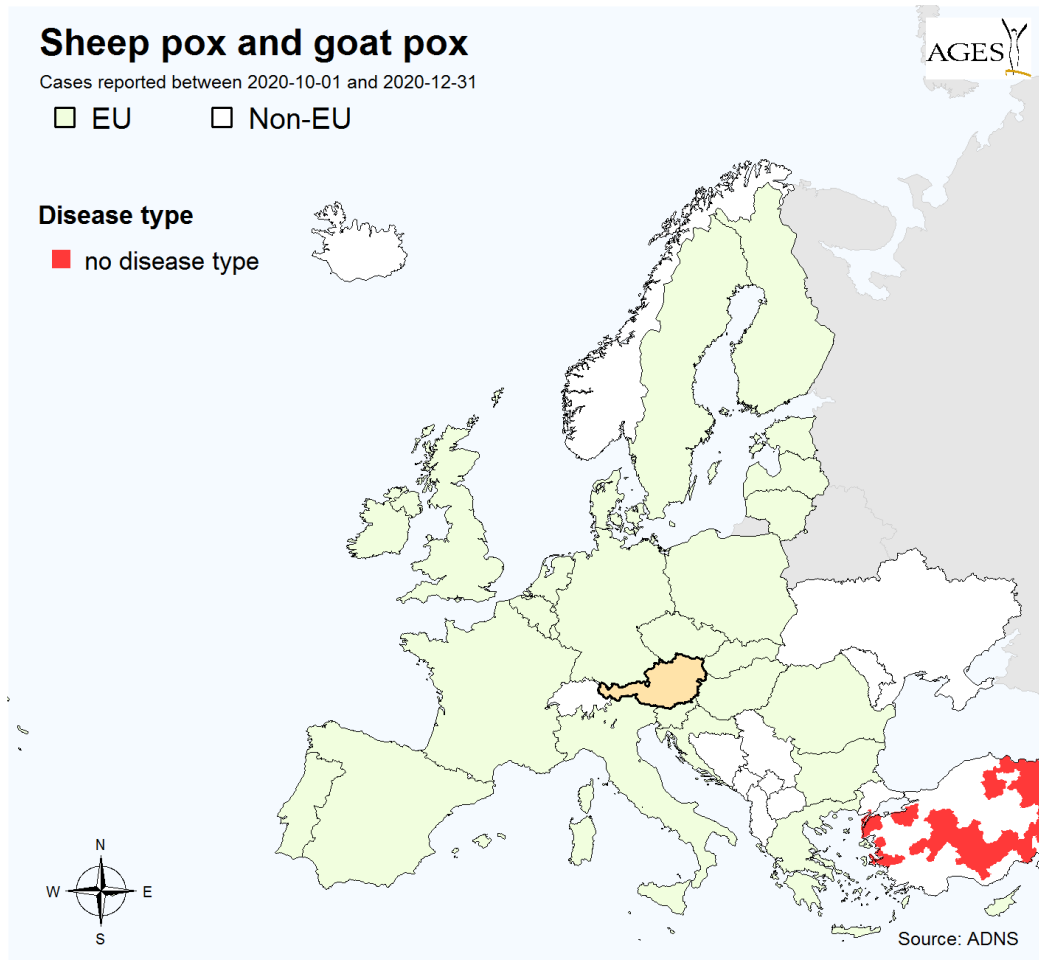 Sheep pox and goat pox
AGES
Cases reported between 2020-10-01 and 2020-12-31
EU Non-EU
Disease type
no disease type
N
W E
S
Source: ADNS